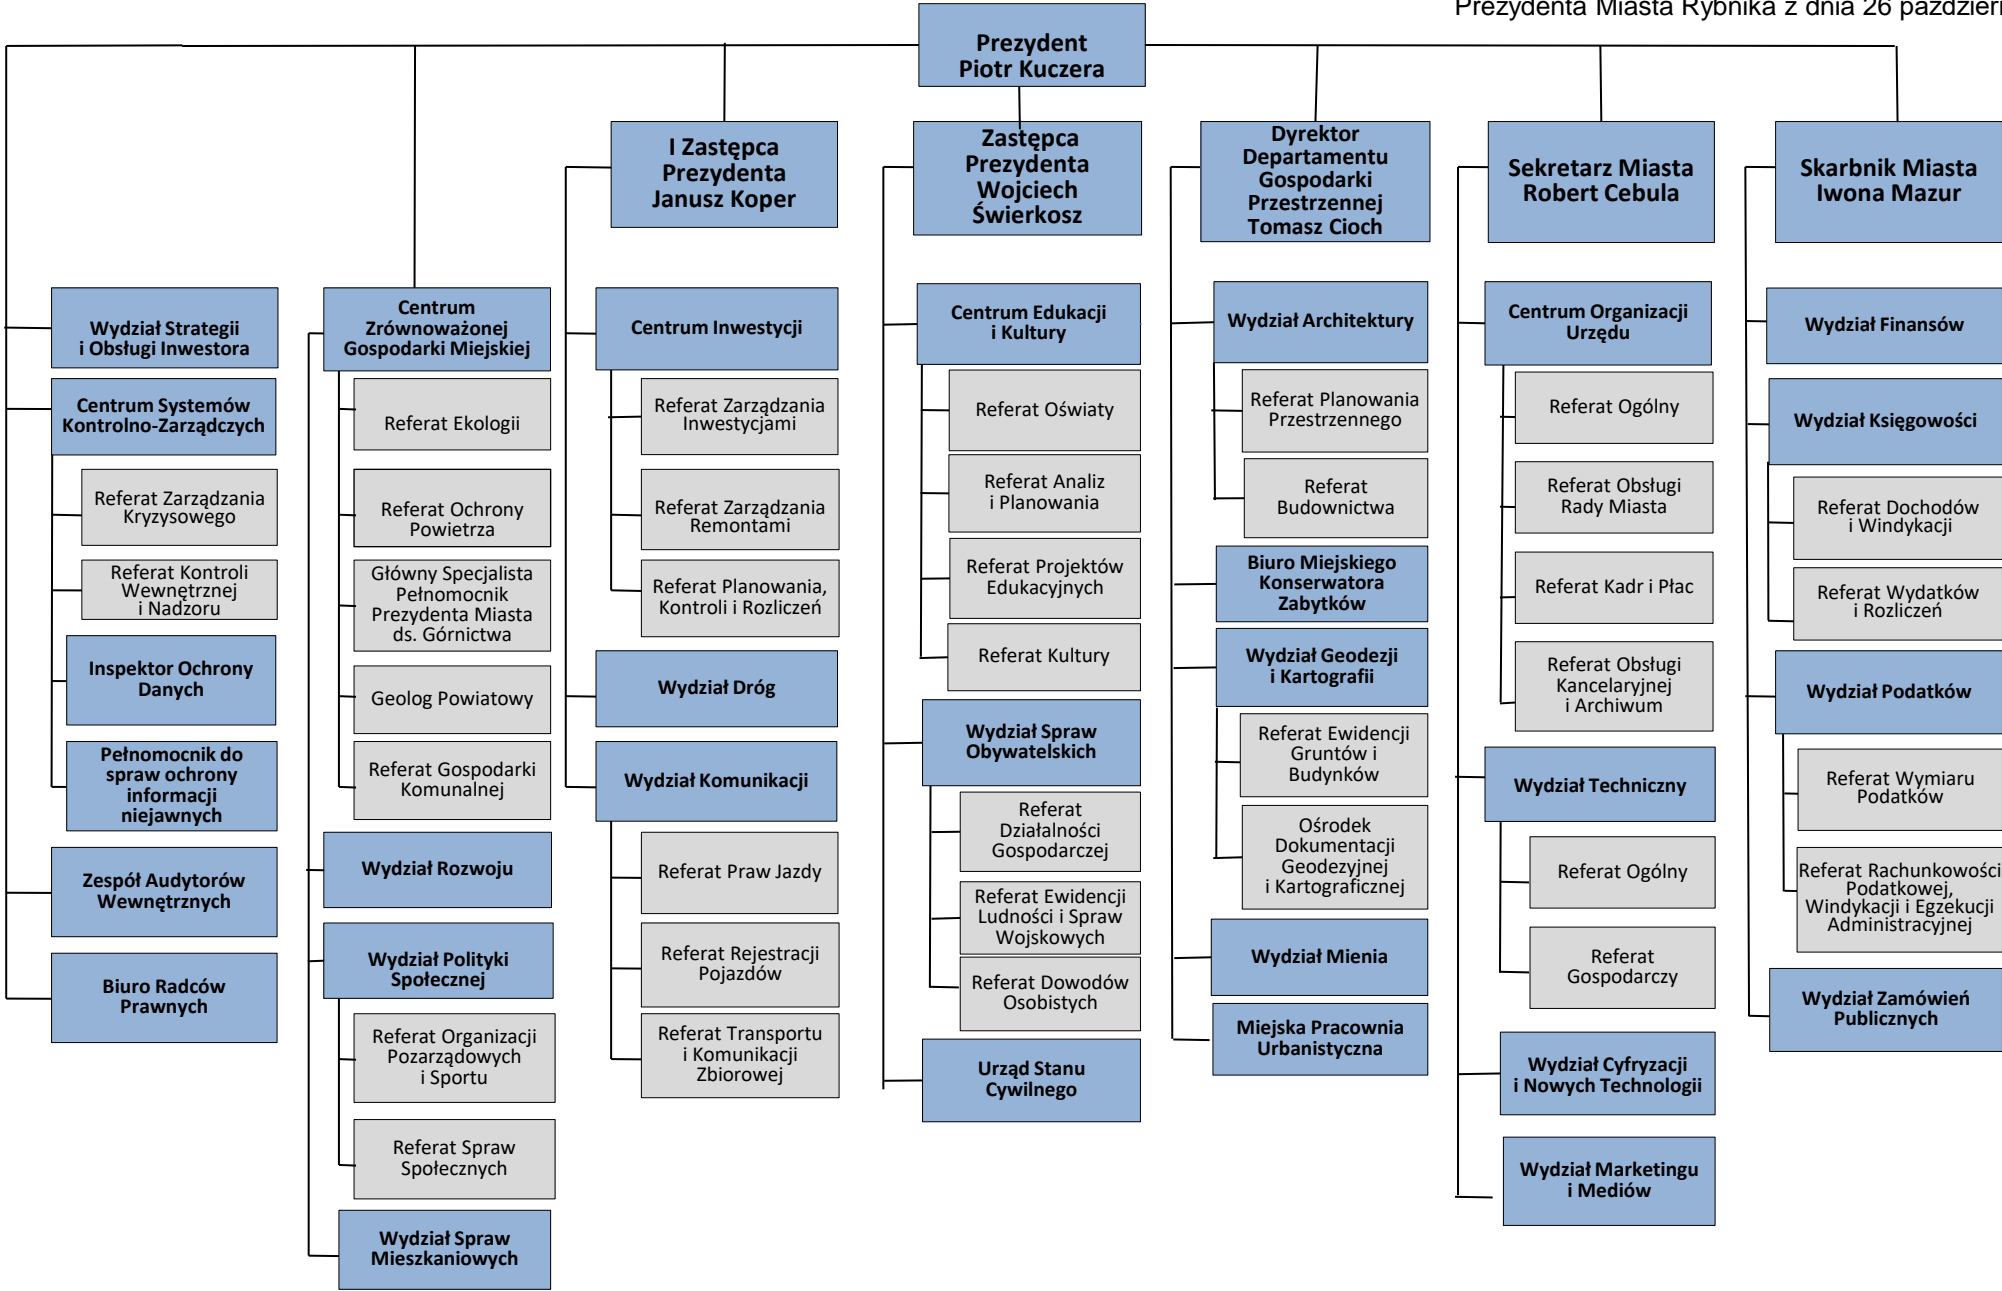 Prezydenta Miasta Rybnika z dnia 26 październi
Prezydent
Piotr Kuczera
I Zastępca
Prezydenta
Janusz Koper
Zastępca
Prezydenta
Wojciech
Świerkosz
Dyrektor
Departamentu
Gospodarki
Przestrzennej
Tomasz Cioch
Sekretarz Miasta
Robert Cebula
Skarbnik Miasta
Iwona Mazur
Wydział Strategii
i Obsługi Inwestora
Centrum Systemów
Kontrolno-Zarządczych
Referat Zarządzania
Kryzysowego
Referat Kontroli
Wewnętrznej
i Nadzoru
Inspektor Ochrony
Danych
Pełnomocnik do
spraw ochrony
informacji
niejawnych
Zespół Audytorów
Wewnętrznych
Biuro Radców
Prawnych
Centrum
Zrównoważonej
Gospodarki Miejskiej
Referat Ekologii
Referat Ochrony
Powietrza
Główny Specjalista
Pełnomocnik
Prezydenta Miasta
ds. Górnictwa
Geolog Powiatowy
Referat Gospodarki
Komunalnej
Wydział Rozwoju
Wydział Polityki
Społecznej
Referat Organizacji
Pozarządowych
i Sportu
Referat Spraw
Społecznych
Wydział Spraw
Mieszkaniowych
Centrum Inwestycji
Referat Zarządzania
Inwestycjami
Referat Zarządzania
Remontami
Referat Planowania,
Kontroli i Rozliczeń
Wydział Dróg
Wydział Komunikacji
Referat Praw Jazdy
Referat Rejestracji
Pojazdów
Referat Transportu
i Komunikacji
Zbiorowej
Centrum Edukacji
i Kultury
Referat Oświaty
Referat Analiz
i Planowania
Referat Projektów
Edukacyjnych
Referat Kultury
Wydział Spraw
Obywatelskich
Referat
Działalności
Gospodarczej
Referat Ewidencji
Ludności i Spraw
Wojskowych
Referat Dowodów
Osobistych
Urząd Stanu
Cywilnego
Wydział Architektury
Referat Planowania
Przestrzennego
Referat
Budownictwa
Biuro Miejskiego
Konserwatora
Zabytków
Wydział Geodezji
i Kartografii
Referat Ewidencji
Gruntów i
Budynków
Ośrodek
Dokumentacji
Geodezyjnej
i Kartograficznej
Wydział Mienia
Miejska Pracownia
Urbanistyczna
Centrum Organizacji
Urzędu
Referat Ogólny
Referat Obsługi
Rady Miasta
Referat Kadr i Płac
Referat Obsługi
Kancelaryjnej
i Archiwum
Wydział Techniczny
Referat Ogólny
Referat
Gospodarczy
Wydział Cyfryzacji
i Nowych Technologii
Wydział Marketingu
i Mediów
Wydział Finansów
Wydział Księgowości
Referat Dochodów
i Windykacji
Referat Wydatków
i Rozliczeń
Wydział Podatków
Referat Wymiaru
Podatków
Referat Rachunkowości
Podatkowej,
Windykacji i Egzekucji
Administracyjnej
Wydział Zamówień
Publicznych